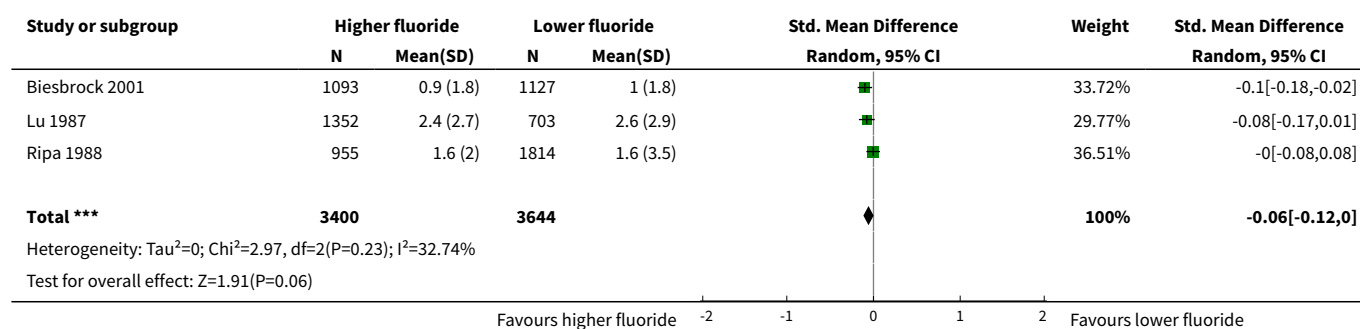 Study or subgroup Higher fluoride Lower fluoride Std. Mean Difference Weight Std. Mean Difference
N Mean(SD) N Mean(SD) Random, 95% CI Random, 95% CI
Biesbrock 2001 1093 0.9 (1.8) 1127 1 (1.8) 33.72% -0.1[-0.18,-0.02]
Lu 1987 1352 2.4 (2.7) 703 2.6 (2.9) 29.77% -0.08[-0.17,0.01]
Ripa 1988 955 1.6 (2) 1814 1.6 (3.5) 36.51% -0[-0.08,0.08]
Total *** 3400 3644 100% -0.06[-0.12,0]
Heterogeneity: Tau²=0; Chi²=2.97, df=2(P=0.23); I²=32.74%
Test for overall effect: Z=1.91(P=0.06)
Favours higher fluoride -2 -1 0 1 2 Favours lower fluoride